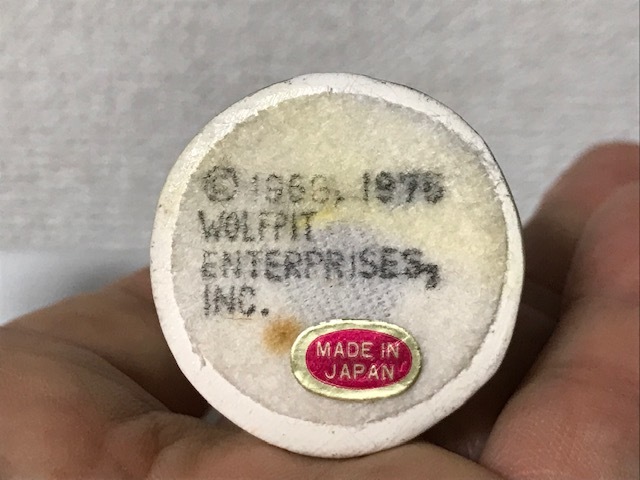 © 1969, 1975
WOLFPIT
ENTERPRISES,
INC.
MADE IN
JAPAN